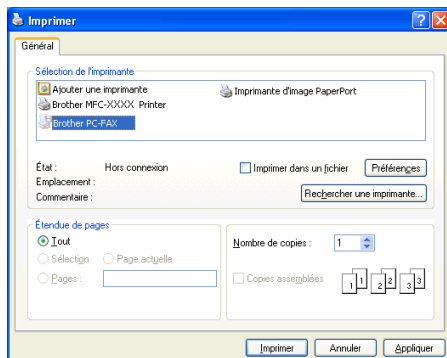 Imprimer
Général
Sélection de l'imprimante
Ajouter une imprimante
Imprimante d'image PaperPort
Brother MFC-XXXX Printer
Brother PC-FAX
État : Hors connexion
Imprimer dans un fichier
Préférences
Emplacement :
Commentaire :
Rechercher une imprimante...
Étendue de pages
Tout
Sélection
Page actuelle
Pages :
Nombre de copies : 1
Copies assemblées
1 1 2 2 3 3
Imprimer
Annuler
Appliquer